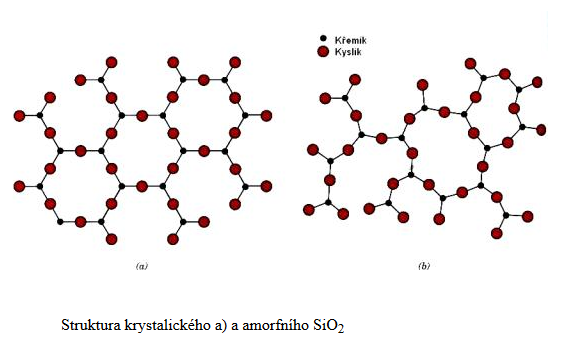 Křemík
Kyslík
(a)
(b)
Struktura krystalického a) a amorfního SiO2